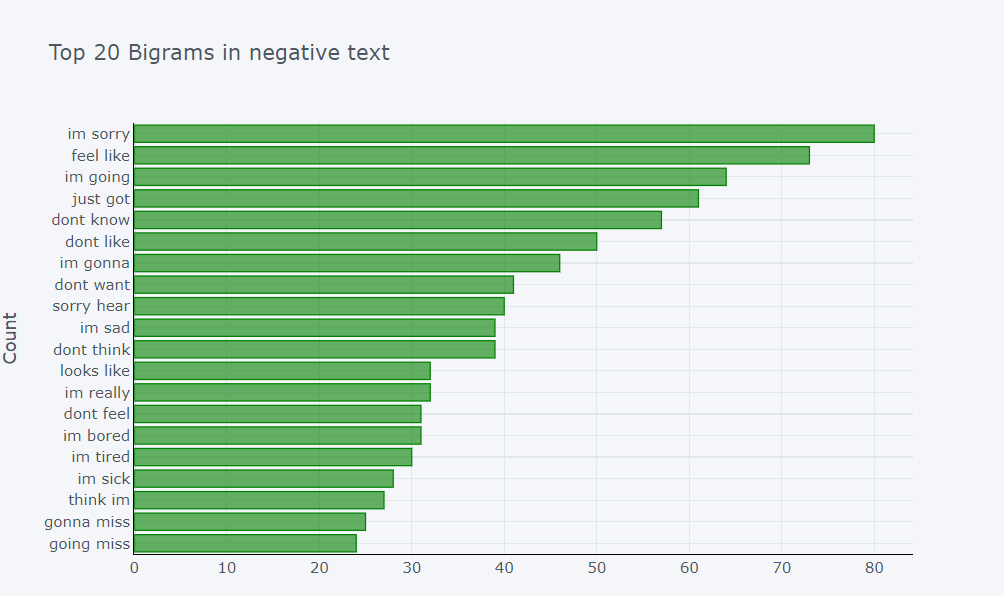 Top 20 Bigrams in negative text
Count
im sorry
feel like
im going
just got
dont know
dont like
im gonna
dont want
sorry hear
im sad
dont think
looks like
im really
dont feel
im bored
im tired
im sick
think im
gonna miss
going miss
0 10 20 30 40 50 60 70 80